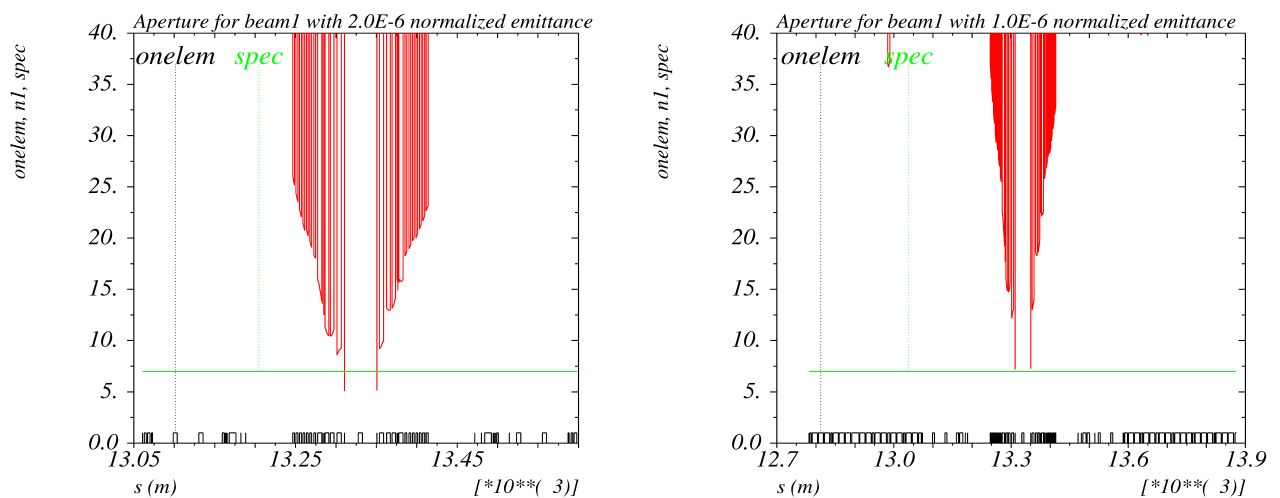 Aperture for beam1 with 2.0E-6 normalized emittance
onelem, n1, spec
onelem spec
40.
35.
30.
25.
20.
15.
10.
5.
0.0
13.05 13.25 13.45
s (m) [*10**( 3)]
Aperture for beam1 with 1.0E-6 normalized emittance
onelem, n1, spec
onelem spec
40.
35.
30.
25.
20.
15.
10.
5.
0.0
12.7 13.0 13.3 13.6 13.9
s (m) [*10**( 3)]